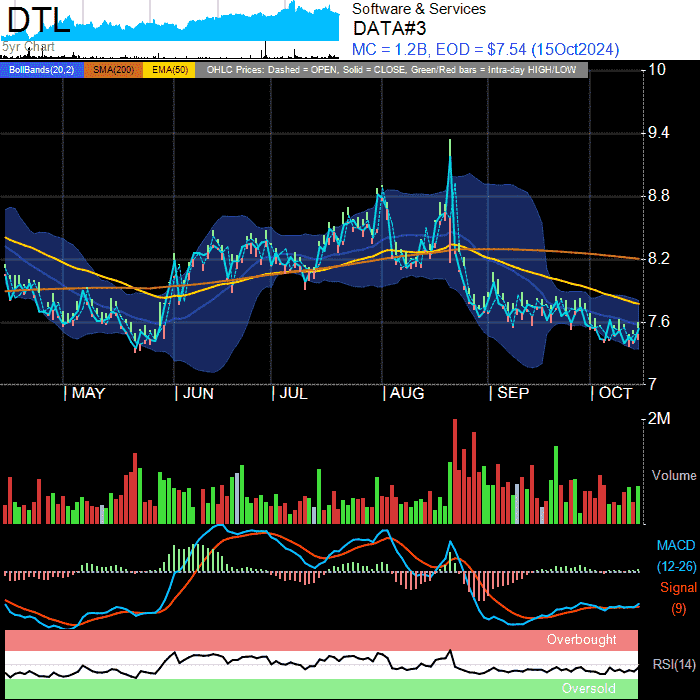 DTL
5yr Chart
Software & Services
DATA#3
MC = 1.2B, EOD = $7.54 (15Oct2024)
BollBands(20,2) SMA(200) EMA(50) OHLC Prices: Dashed = OPEN, Solid = CLOSE, Green/Red bars = Intra-day HIGH/LOW
10
9.4
8.8
8.2
7.6
7
MAY JUN JUL AUG SEP OCT
2M
Volume
MACD
(12-26)
Signal
(9)
Overbought
RSI(14)
Oversold